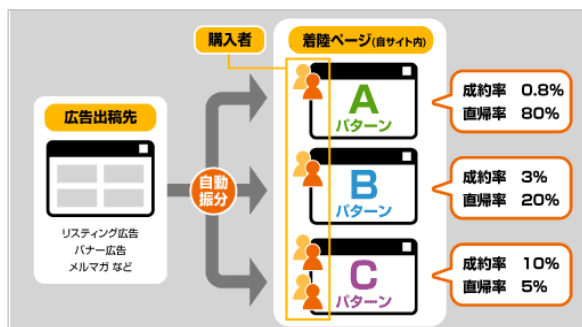 購入者
着陸ページ(自サイト内)
広告出稿先
リスティング広告
バナー広告
メルマガ など
自動
振分
A
パターン
成約率 0.8%
直帰率 80%
B
パターン
成約率 3%
直帰率 20%
C
パターン
成約率 10%
直帰率 5%